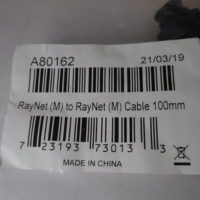 A80162 21/03/19
RayNet (M) to RayNet (M) Cable 100mm
7 23193 73013 3
MADE IN CHINA